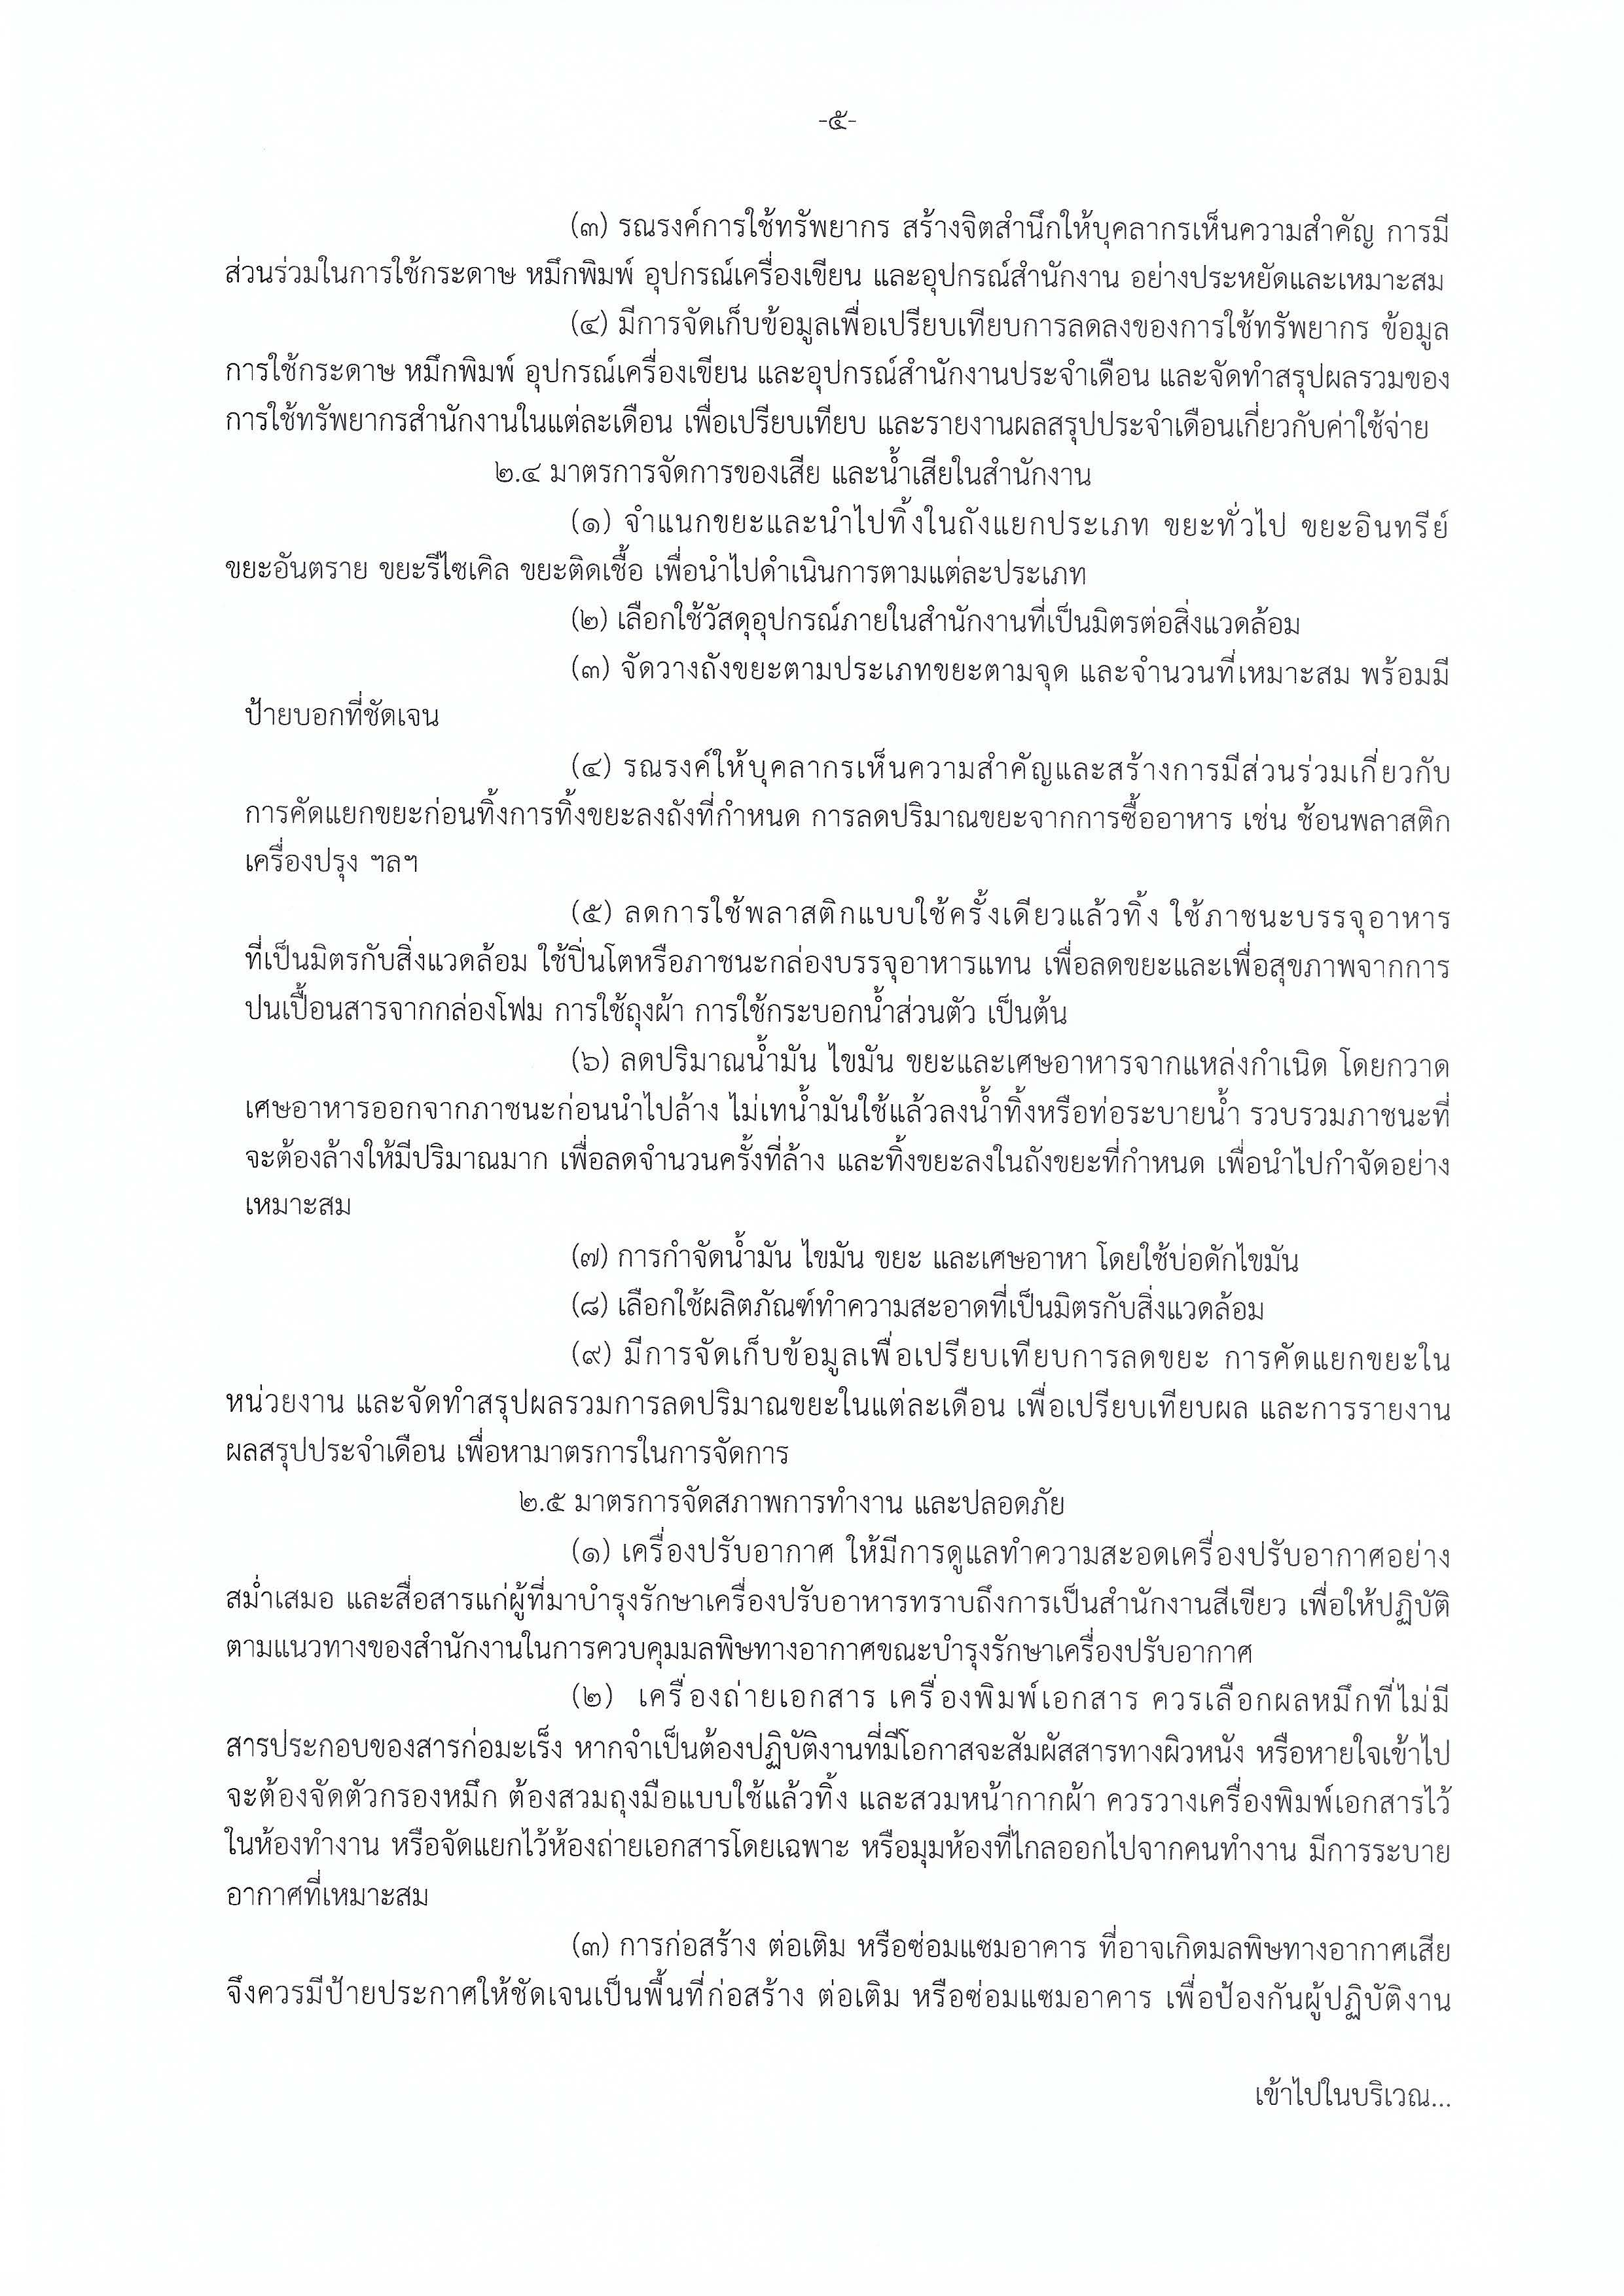 -๕-
(๓) รณรงค์การใช้ทรัพยากร สร้างจิตสำนึกให้บุคลากรเห็นความสำคัญ การมี
ส่วนร่วมในการใช้กระดาษ หมึกพิมพ์ อุปกรณ์เครื่องเขียน และอุปกรณ์สำนักงาน อย่างประหยัดและเหมาะสม
(๔) มีการจัดเก็บข้อมูลเพื่อเปรียบเทียบการลดลงของการใช้ทรัพยากร ข้อมูล
การใช้กระดาษ หมึกพิมพ์ อุปกรณ์เครื่องเขียน และอุปกรณ์สำนักงานประจำเดือน และจัดทำสรุปผลรวมของ
การใช้ทรัพยากรสำนักงานในแต่ละเดือน เพื่อเปรียบเทียบ และรายงานผลสรุปประจำเดือนเกี่ยวกับค่าใช้จ่าย
๒.๔ มาตรการจัดการของเสีย และน้ำเสียในสำนักงาน
(๑) จำแนกขยะและนำไปทิ้งในถังแยกประเภท ขยะทั่วไป ขยะอินทรีย์
ขยะอันตราย ขยะรีไซเคิล ขยะติดเชื้อ เพื่อนำไปดำเนินการตามแต่ละประเภท
(๒) เลือกใช้วัสดุอุปกรณ์ภายในสำนักงานที่เป็นมิตรต่อสิ่งแวดล้อม
(๓) จัดวางถังขยะตามประเภทขยะตามจุด และจำนวนที่เหมาะสม พร้อมมี
ป้ายบอกที่ชัดเจน
(๔) รณรงค์ให้บุคลากรเห็นความสำคัญและสร้างการมีส่วนร่วมเกี่ยวกับ
การคัดแยกขยะก่อนทิ้งการทิ้งขยะลงถังที่กำหนด การลดปริมาณขยะจากการซื้ออาหาร เช่น ช้อนพลาสติก
เครื่องปรุง ฯลฯ
(๕) ลดการใช้พลาสติกแบบใช้ครั้งเดียวแล้วทิ้ง ใช้ภาชนะบรรจุอาหาร
ที่เป็นมิตรกับสิ่งแวดล้อม ใช้ปิ่นโตหรือภาชนะกล่องบรรจุอาหารแทน เพื่อลดขยะและเพื่อสุขภาพจากการ
ปนเปื้อนสารจากกล่องโฟม การใช้ถุงผ้า การใช้กระบอกน้ำส่วนตัว เป็นต้น
(๖) ลดปริมาณน้ำมัน ไขมัน ขยะและเศษอาหารจากแหล่งกำเนิด โดยกวาด
เศษอาหารออกจากภาชนะก่อนนำไปล้าง ไม่เทน้ำมันใช้แล้วลงน้ำทิ้งหรือท่อระบายน้ำ รวบรวมภาชนะที่
จะต้องล้างให้มีปริมาณมาก เพื่อลดจำนวนครั้งที่ล้าง และทิ้งขยะลงในถังขยะที่กำหนด เพื่อนำไปกำจัดอย่าง
เหมาะสม
(๗) การกำจัดน้ำมัน ไขมัน ขยะ และเศษอาหา โดยใช้บ่อดักไขมัน
(๘) เลือกใช้ผลิตภัณฑ์ทำความสะอาดที่เป็นมิตรกับสิ่งแวดล้อม
(๙) มีการจัดเก็บข้อมูลเพื่อเปรียบเทียบการลดขยะ การคัดแยกขยะใน
หน่วยงาน และจัดทำสรุปผลรวมการลดปริมาณขยะในแต่ละเดือน เพื่อเปรียบเทียบผล และการรายงาน
ผลสรุปประจำเดือน เพื่อหามาตรการในการจัดการ
๒.๕ มาตรการจัดสภาพการทำงาน และปลอดภัย
(๑) เครื่องปรับอากาศ ให้มีการดูแลทำความสะอดเครื่องปรับอากาศอย่าง
สม่ำเสมอ และสื่อสารแก่ผู้ที่มาบำรุงรักษาเครื่องปรับอาหารทราบถึงการเป็นสำนักงานสีเขียว เพื่อให้ปฏิบัติ
ตามแนวทางของสำนักงานในการควบคุมมลพิษทางอากาศขณะบำรุงรักษาเครื่องปรับอากาศ
(๒) เครื่องถ่ายเอกสาร เครื่องพิมพ์เอกสาร ควรเลือกผลหมึกที่ไม่มี
สารประกอบของสารก่อมะเร็ง หากจำเป็นต้องปฏิบัติงานที่มีโอกาสจะสัมผัสสารทางผิวหนัง หรือหายใจเข้าไป
จะต้องจัดตัวกรองหมึก ต้องสวมถุงมือแบบใช้แล้วทิ้ง และสวมหน้ากากผ้า ควรวางเครื่องพิมพ์เอกสารไว้
ในห้องทำงาน หรือจัดแยกไว้ห้องถ่ายเอกสารโดยเฉพาะ หรือมุมห้องที่ไกลออกไปจากคนทำงาน มีการระบาย
อากาศที่เหมาะสม
(๓) การก่อสร้าง ต่อเติม หรือซ่อมแซมอาคาร ที่อาจเกิดมลพิษทางอากาศเสีย
จึงควรมีป้ายประกาศให้ชัดเจนเป็นพื้นที่ก่อสร้าง ต่อเติม หรือซ่อมแซมอาคาร เพื่อป้องกันผู้ปฏิบัติงาน
เข้าไปในบริเวณ...